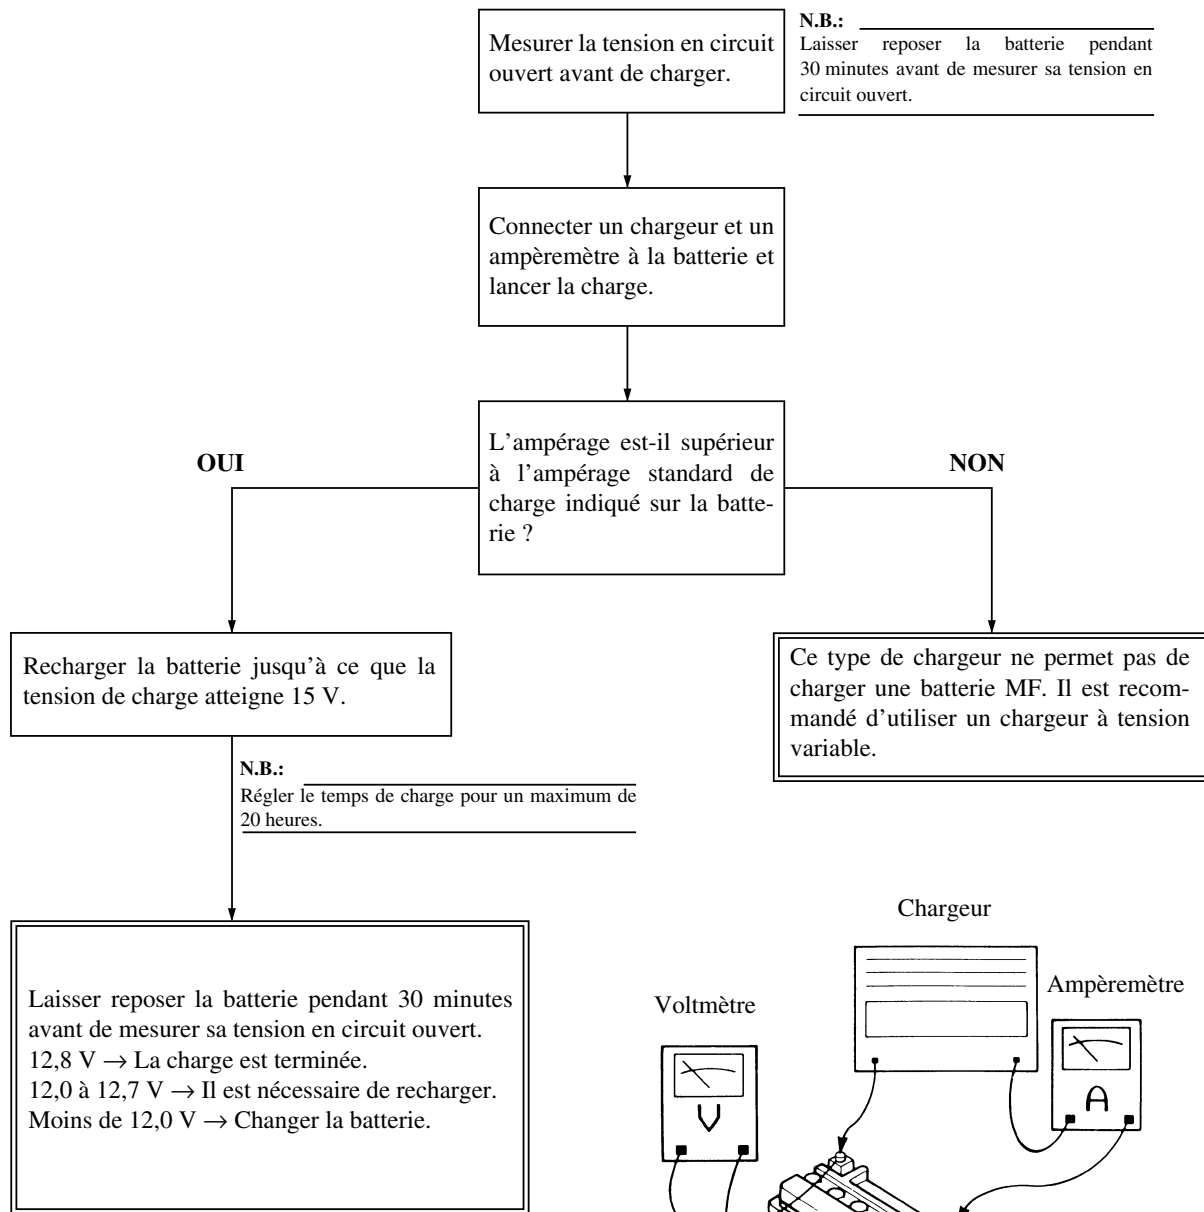 Mesurer la tension en circuit
ouvert avant de charger.
N.B.:
Laisser reposer la batterie pendant
30 minutes avant de mesurer sa tension en
circuit ouvert.
Connecter un chargeur et un
ampèremètre à la batterie et
lancer la charge.
L’ampérage est-il supérieur
à l’ampérage standard de
charge indiqué sur la batte-
rie ?
OUI
NON
Recharger la batterie jusqu’à ce que la
tension de charge atteigne 15 V.
Ce type de chargeur ne permet pas de
charger une batterie MF. Il est recom-
mandé d’utiliser un chargeur à tension
variable.
N.B.:
Régler le temps de charge pour un maximum de
20 heures.
Laisser reposer la batterie pendant 30 minutes
avant de mesurer sa tension en circuit ouvert.
12,8 V → La charge est terminée.
12,0 à 12,7 V → Il est nécessaire de recharger.
Moins de 12,0 V → Changer la batterie.
Chargeur
Ampèremètre
Voltmètre
V
A